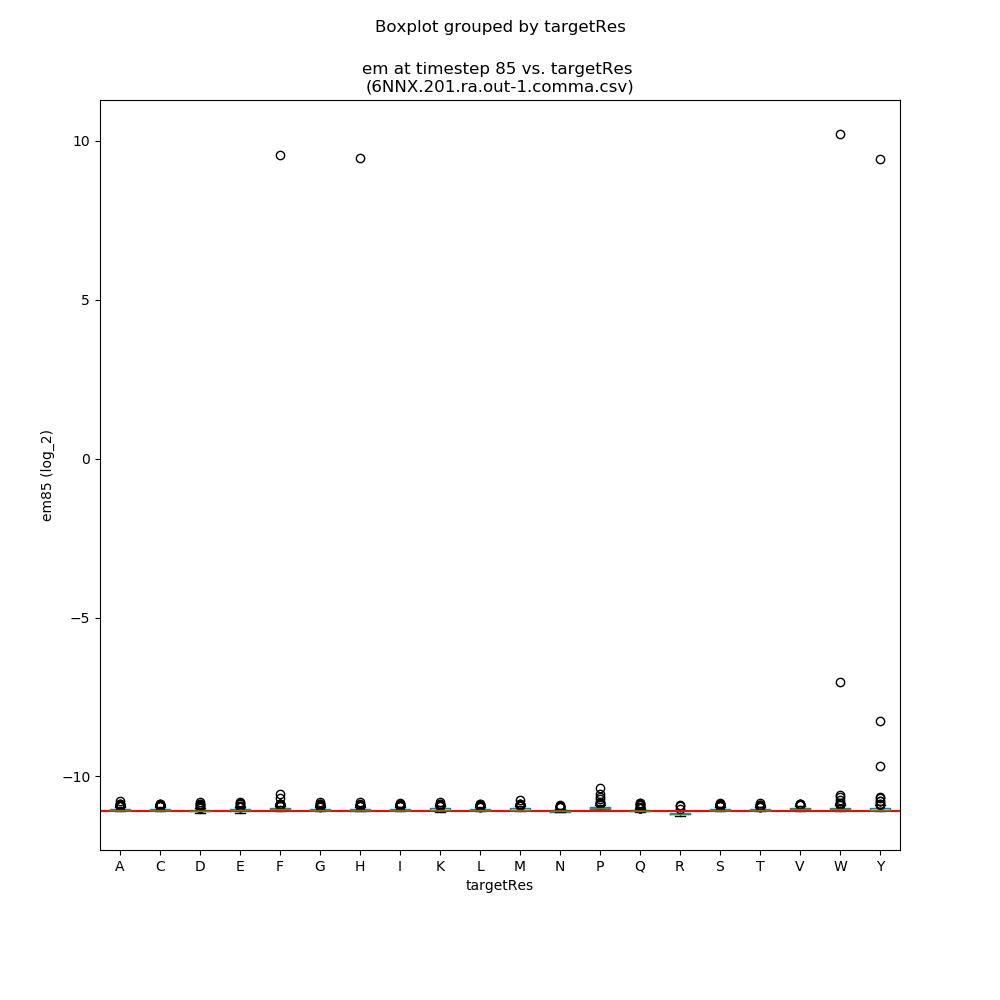 Boxplot grouped by targetRes
em at timestep 85 vs. targetRes
(6NNX.201.ra.out-1.comma.csv)
10
5
0
−5
−10
em85 (log_2)
A C D E F G H I K L M N P Q R S T V W Y
targetRes